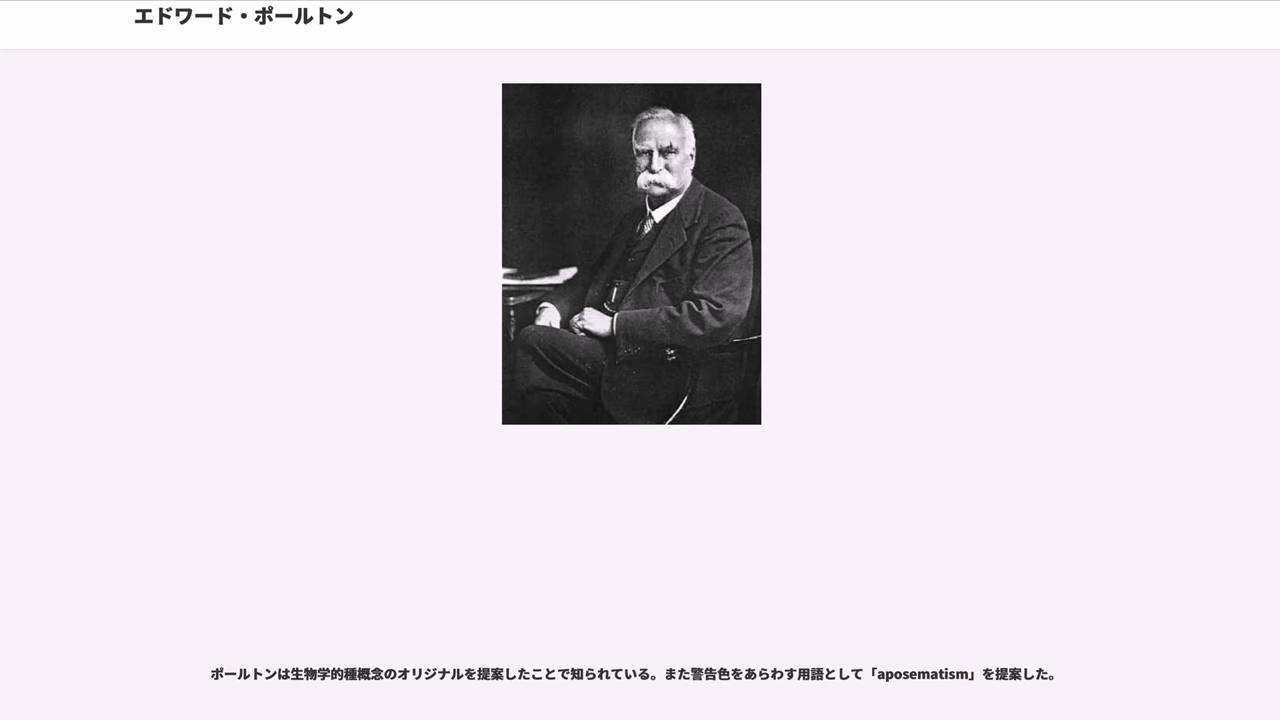 エドワード・ポールトン
ポールトンは生物学的種概念のオリジナルを提案したことで知られている。また警告色をあらわす用語として「aposematism」を提案した。